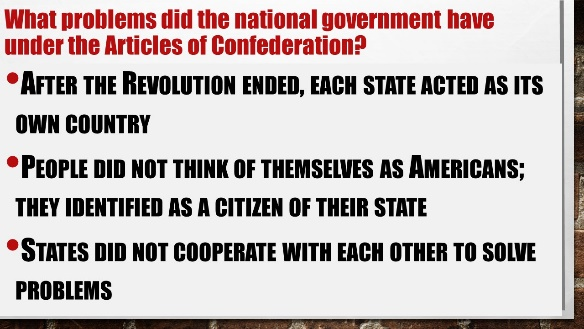 What problems did the national government have
under the Articles of Confederation?
•After the Revolution ended, each state acted as its
own country
•People did not think of themselves as Americans;
they identified as a citizen of their state
•States did not cooperate with each other to solve
problems